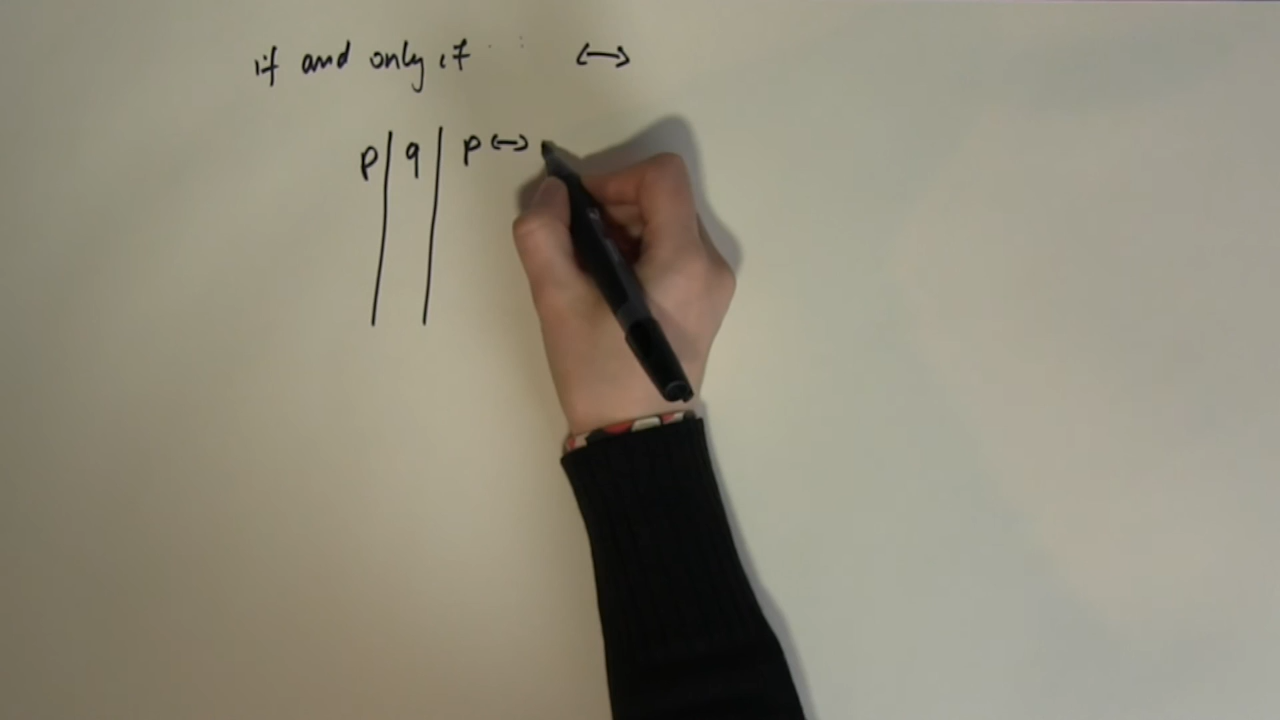 if and only if ↔
p | q | p ↔